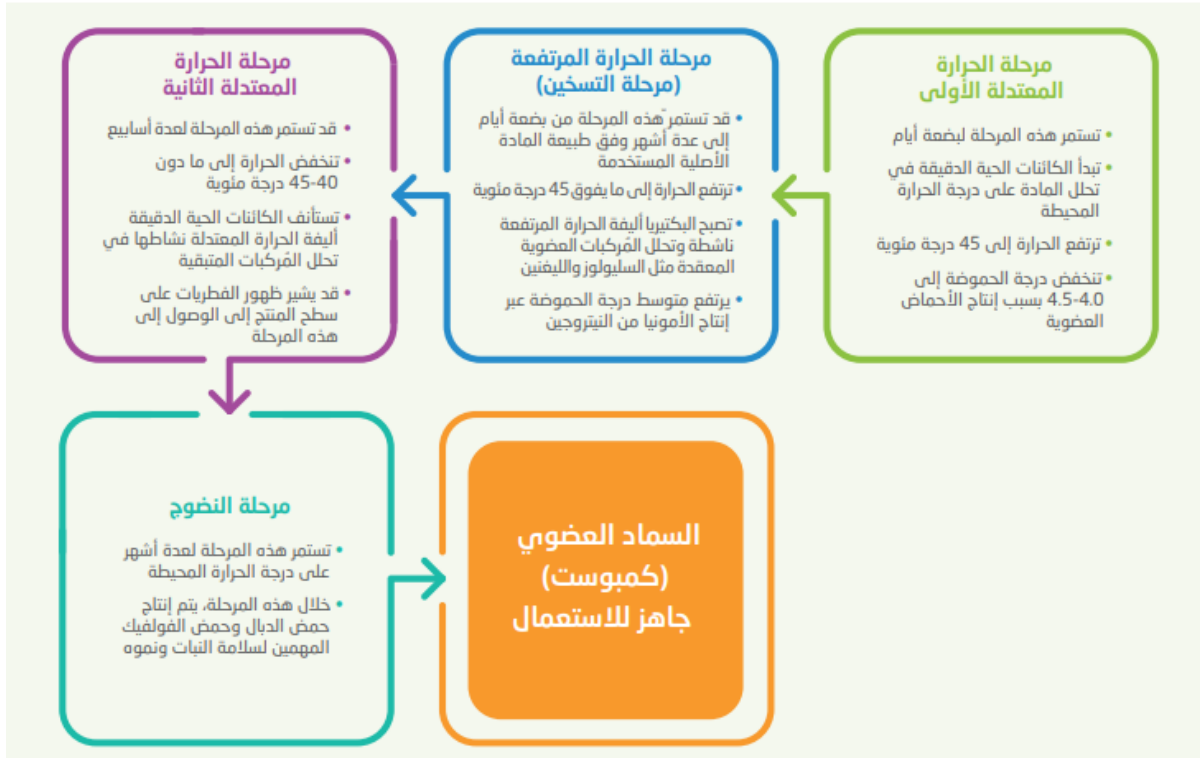 مرحلة الحرارة
المعتدلة الأولى
• تستمر هذه المرحلة لبضعة أيام
• تبدأ الكائنات الحية الدقيقة في
تحلل المادة على درجة الحرارة
المحيطة
• ترتفع الحرارة إلى 45 درجة مئوية
• تنخفض درجة الحموضة إلى
4.5-4.0 بسبب إنتاج الأحماض
العضوية
مرحلة الحرارة المرتفعة
(مرحلة التسخين)
• قد تستمر هذه المرحلة من بضعة أيام
إلى عدة أشهر وفق طبيعة المادة
الأصلية المستخدمة
• ترتفع الحرارة إلى ما يفوق 45 درجة مئوية
• تصبح البكتيريا أليفة الحرارة المرتفعة
ناشطة وتحلل المُركبات العضوية
المعقدة مثل السليولوز والليغنين
• يرتفع متوسط درجة الحموضة عبر
إنتاج الأمونيا من النيتروجين
مرحلة الحرارة
المعتدلة الثانية
• قد تستمر هذه المرحلة لعدة أسابيع
• تنخفض الحرارة إلى ما دون
45-40 درجة مئوية
• تستأنف الكائنات الحية الدقيقة
أليفة الحرارة المعتدلة نشاطها في
تحلل المُركبات المتبقية
• قد يشير ظهور الفطريات على
سطح المنتج إلى الوصول إلى
هذه المرحلة
مرحلة النضوج
• تستمر هذه المرحلة لعدة أشهر
على درجة الحرارة المحيطة
• خلال هذه المرحلة، يتم إنتاج
حمض الدبال وحمض الفولفيك
المهمين لسلامة النبات ونموه
السماد العضوي
(كمبوست)
جاهز للاستعمال